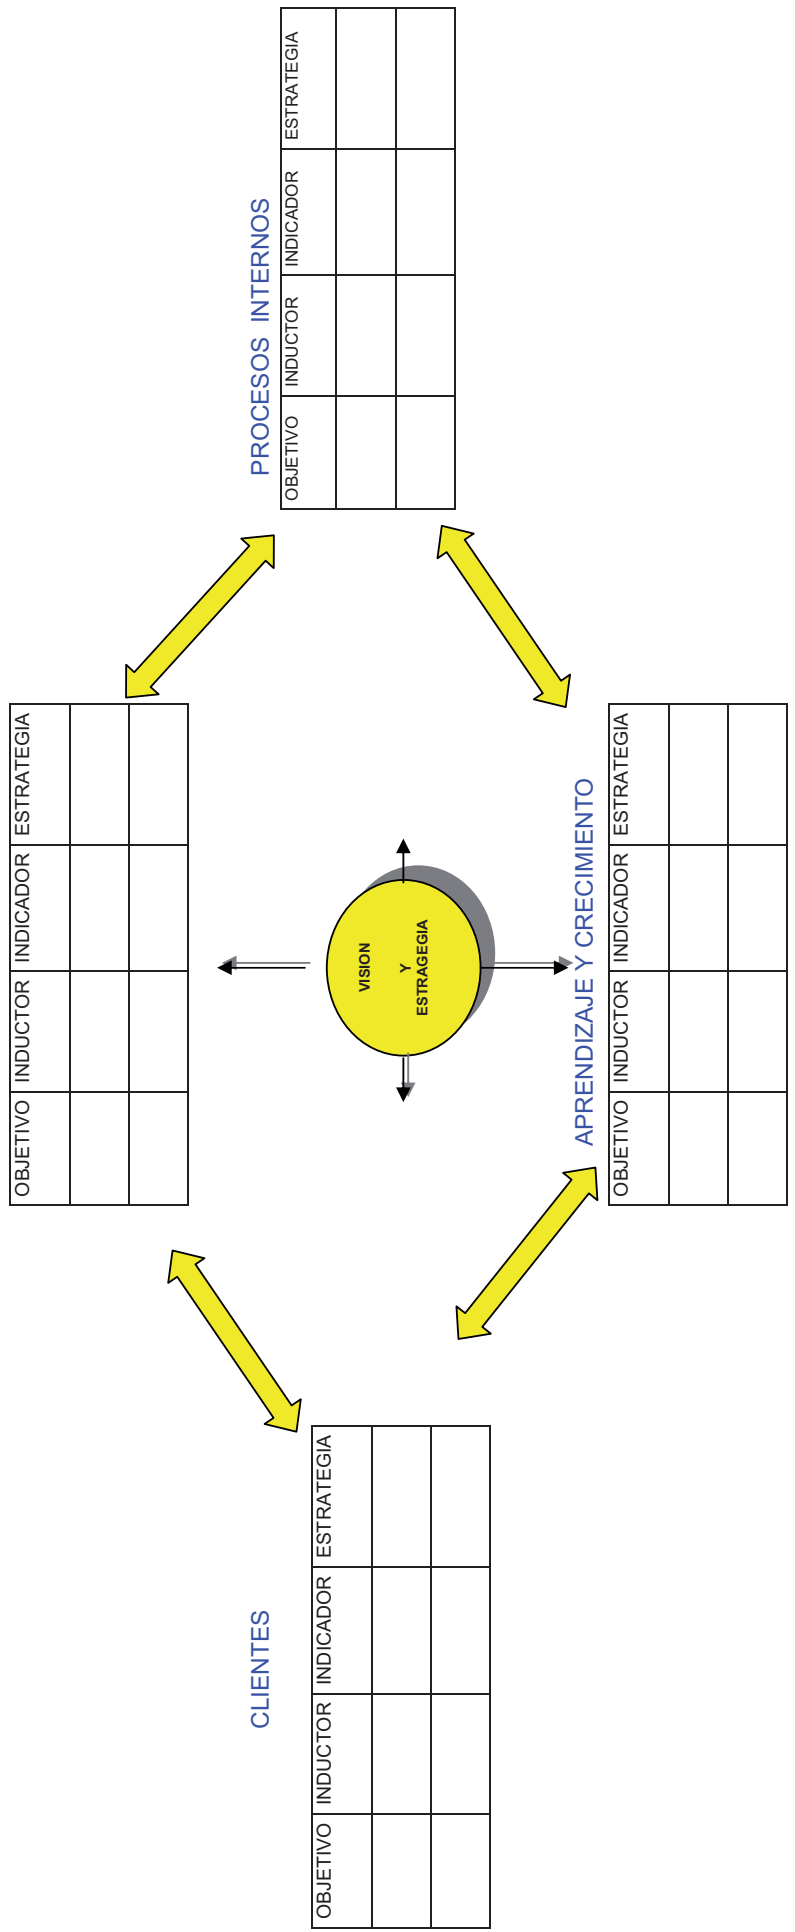 OBJETIVO INDUCTOR INDICADOR ESTRATEGIA
CLIENTES
OBJETIVO INDUCTOR INDICADOR ESTRATEGIA
VISION
Y
ESTRAGEGIA
PROCESOS INTERNOS
OBJETIVO INDUCTOR INDICADOR ESTRATEGIA
APRENDIZAJE Y CRECIMIENTO
OBJETIVO INDUCTOR INDICADOR ESTRATEGIA